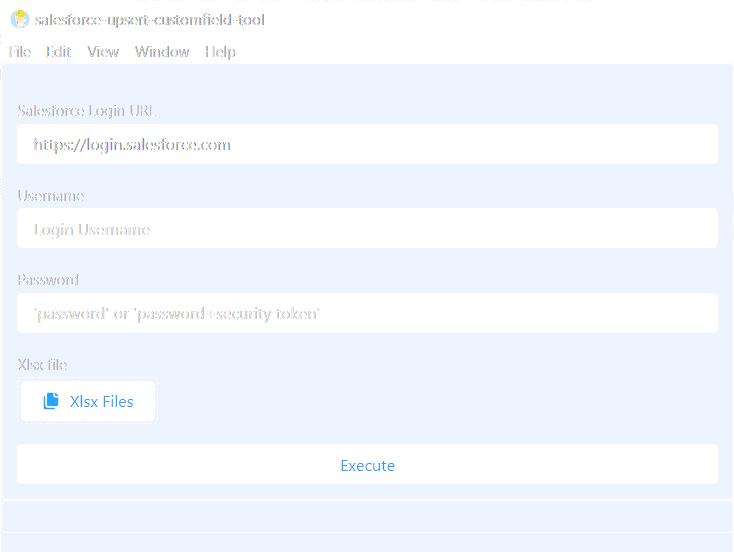 salesforce-upsert-customfield-tool
File Edit View Window Help
Salesforce Login URL
https://login.salesforce.com
Username
Login Username
Password
'password' or 'password+security token'
Xlsx file
Xlsx Files
Execute